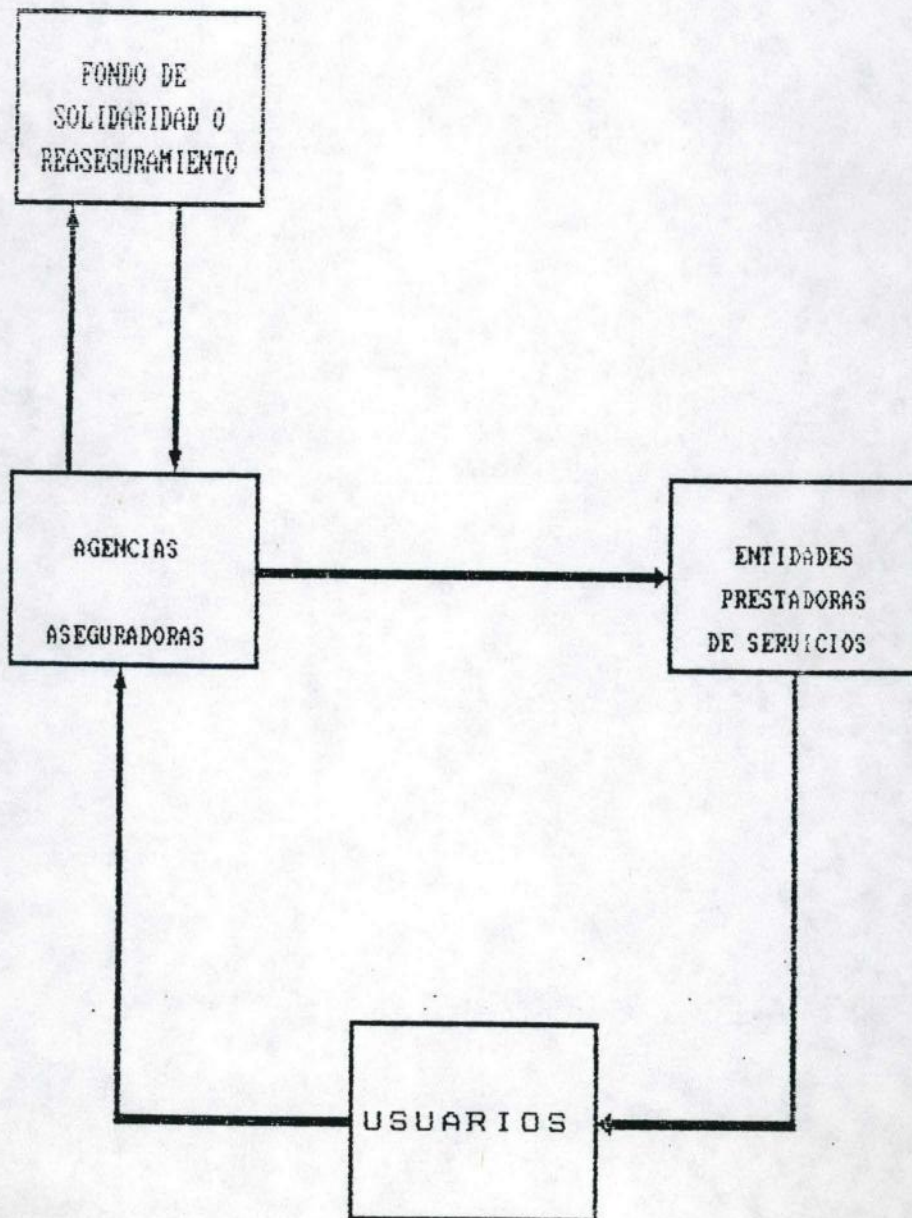 FONDO DE
SOLIDARIDAD O
REASEGURAMIENTO
AGENCIAS
ASEGURADORAS
ENTIDADES
PRESTADORAS
DE SERVICIOS
USUARIOS